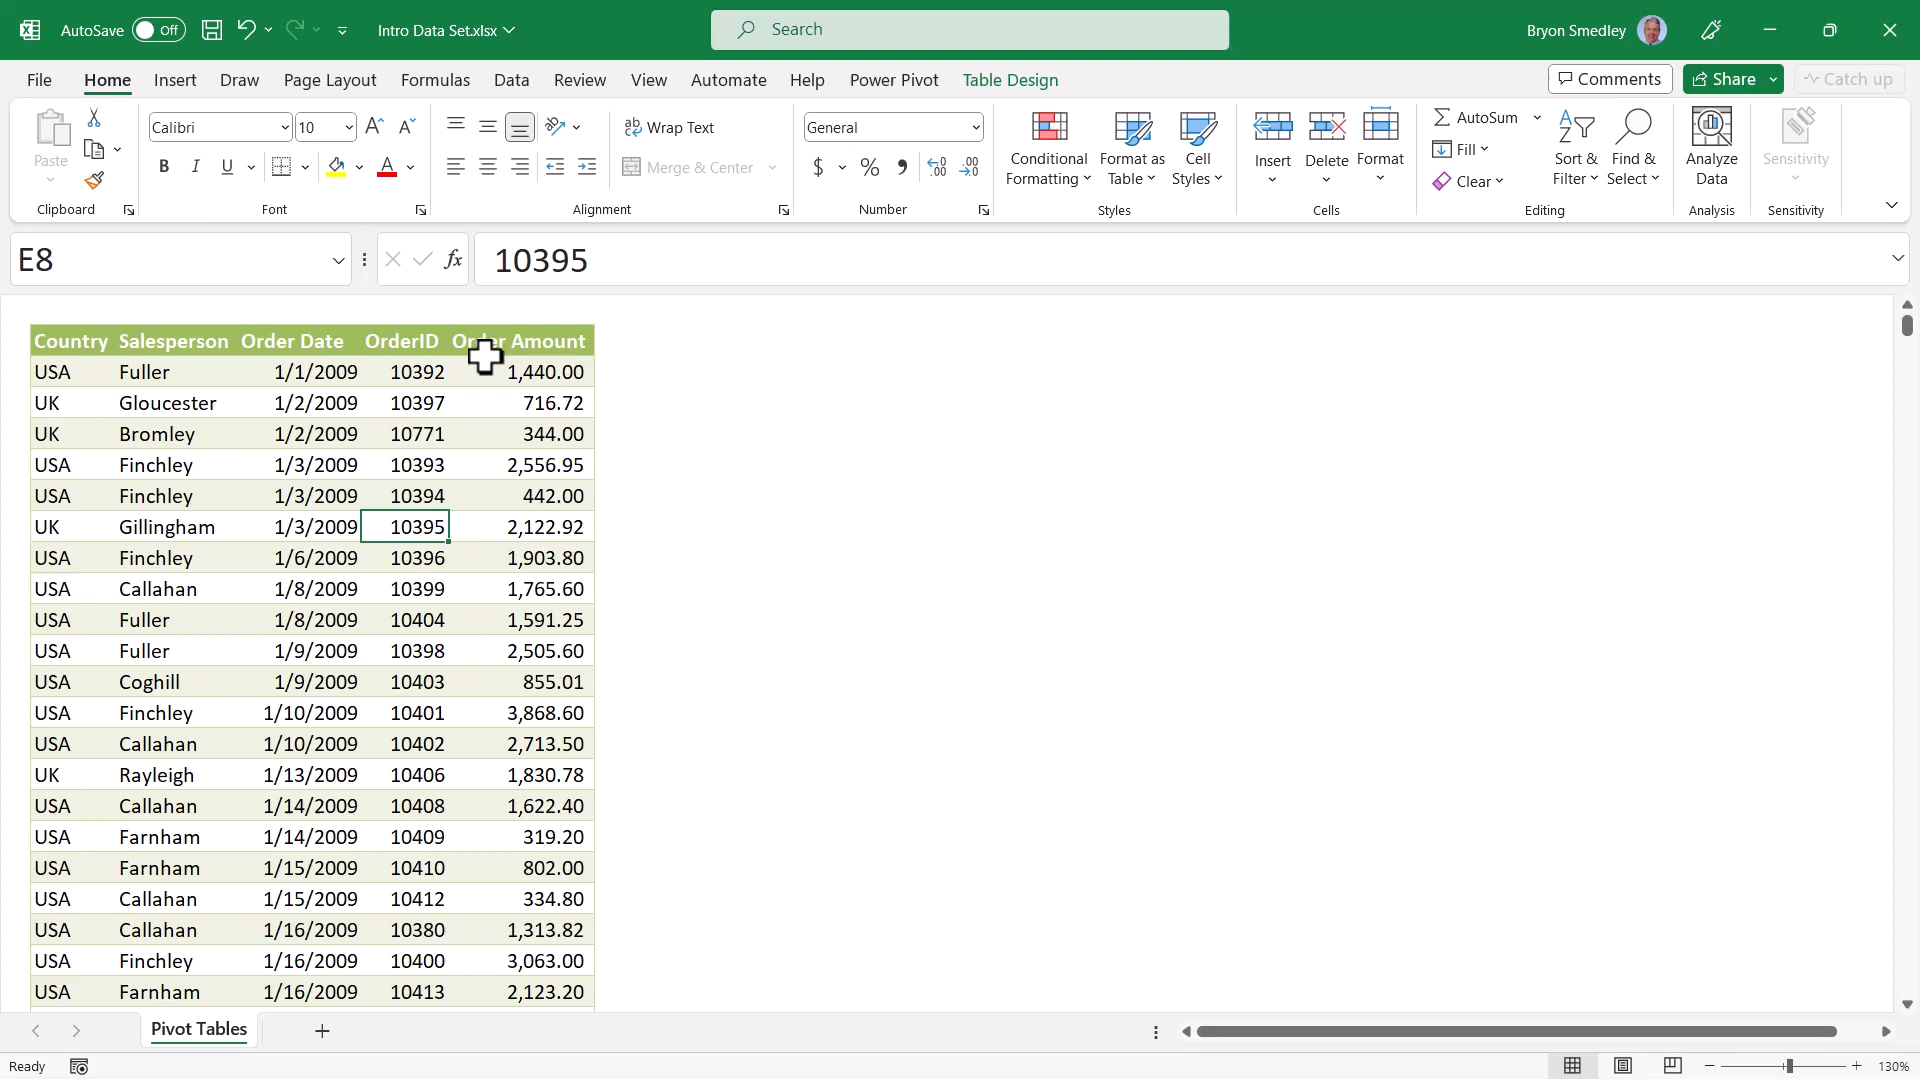 AutoSave Off Intro Data Set.xlsx Search Bryon Smedley
File Home Insert Draw Page Layout Formulas Data Review View Automate Help Power Pivot Table Design Comments Share Catch up
Paste Calibri 10 Wrap Text General Conditional Formatting Format as Table Cell Styles Insert Delete Format AutoSum Fill Clear Sort & Filter Find & Select Analyze Data Sensitivity
B I U A Merge & Center $ % 9
Clipboard Font Alignment Number Styles Cells Editing Analysis Sensitivity
E8 fx 10395
Country Salesperson Order Date OrderID Order Amount
USA Fuller 1/1/2009 10392 1,440.00
UK Gloucester 1/2/2009 10397 716.72
UK Bromley 1/2/2009 10771 344.00
USA Finchley 1/3/2009 10393 2,556.95
USA Finchley 1/3/2009 10394 442.00
UK Gillingham 1/3/2009 10395 2,122.92
USA Finchley 1/6/2009 10396 1,903.80
USA Callahan 1/8/2009 10399 1,765.60
USA Fuller 1/8/2009 10404 1,591.25
USA Fuller 1/9/2009 10398 2,505.60
USA Coghill 1/9/2009 10403 855.01
USA Finchley 1/10/2009 10401 3,868.60
USA Callahan 1/10/2009 10402 2,713.50
UK Rayleigh 1/13/2009 10406 1,830.78
USA Callahan 1/14/2009 10408 1,622.40
USA Farnham 1/14/2009 10409 319.20
USA Farnham 1/15/2009 10410 802.00
USA Callahan 1/15/2009 10412 334.80
USA Callahan 1/16/2009 10380 1,313.82
USA Finchley 1/16/2009 10400 3,063.00
USA Farnham 1/16/2009 10413 2,123.20
Pivot Tables
Ready 130%